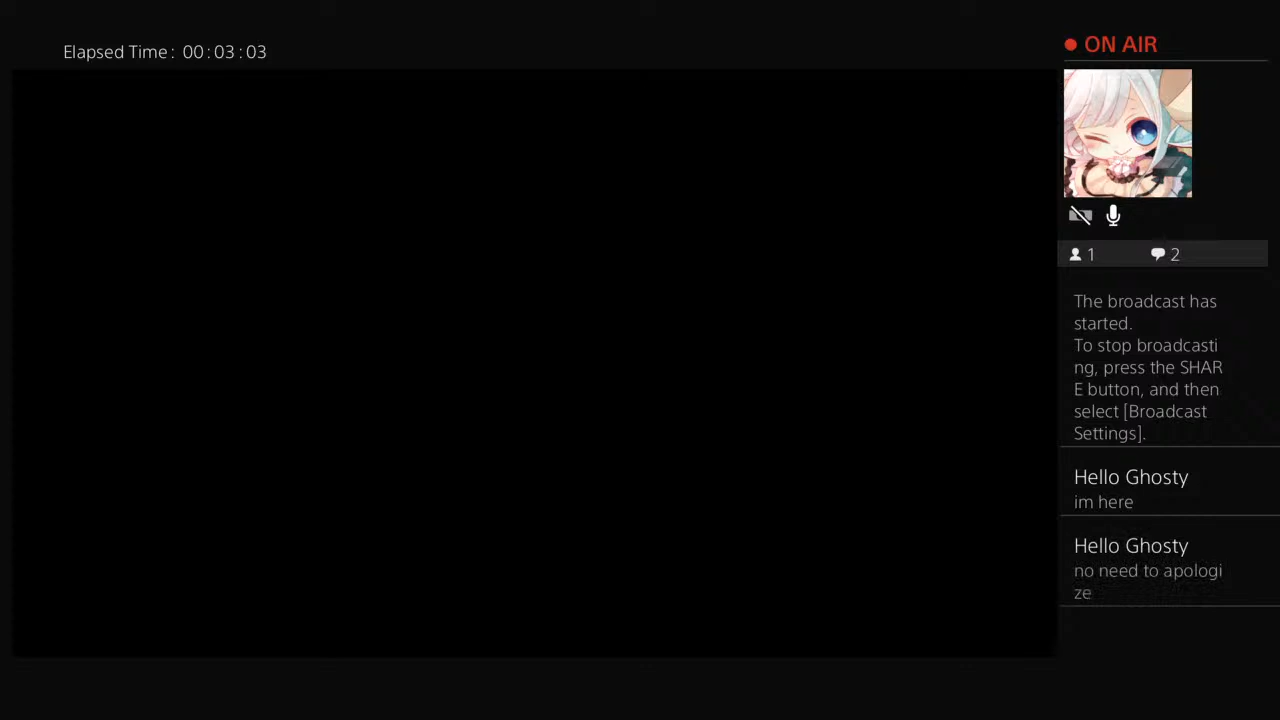 Elapsed Time: 00:03:03
ON AIR
1 2
The broadcast has
started.
To stop broadcasti
ng, press the SHAR
E button, and then
select [Broadcast
Settings].
Hello Ghosty
im here
Hello Ghosty
no need to apologi
ze